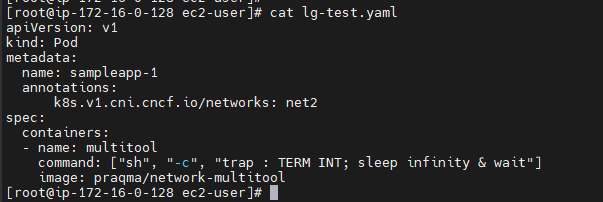 [root@ip-172-16-0-128 ec2-user]# cat lg-test.yaml
apiVersion: v1
kind: Pod
metadata:
  name: sampleapp-1
  annotations:
      k8s.v1.cni.cncf.io/networks: net2
spec:
  containers:
  - name: multitool
    command: ["sh", "-c", "trap : TERM INT; sleep infinity & wait"]
    image: praqma/network-multitool
[root@ip-172-16-0-128 ec2-user]#